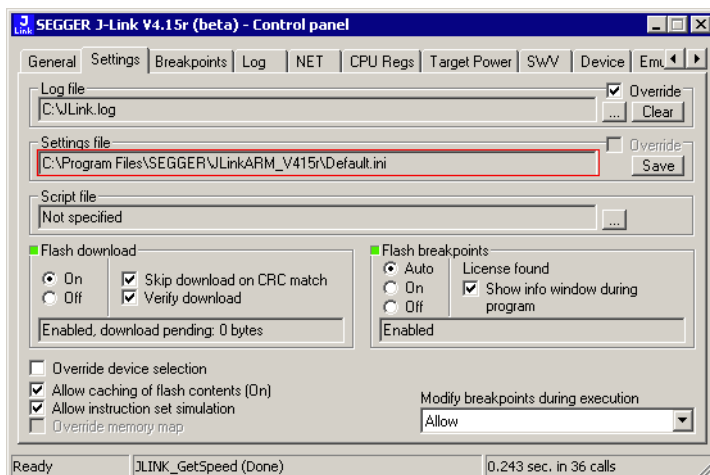 J Link SEGGER J-Link V4.15r (beta) - Control panel
General Settings Breakpoints Log NET CPU Regs Target Power SWV Device Emu
Log file Override
C:\JLink.log ... Clear
Settings file Override
C:\Program Files\SEGGER\JLinkARM_V415r\Default.ini Save
Script file
Not specified ...
Flash download
On
Off
Skip download on CRC match
Verify download
Enabled, download pending: 0 bytes
Flash breakpoints
Auto
On
Off
License found
Show info window during
program
Enabled
Override device selection
Allow caching of flash contents (On)
Allow instruction set simulation
Override memory map
Modify breakpoints during execution
Allow
Ready JLINK_GetSpeed (Done) 0.243 sec. in 36 calls